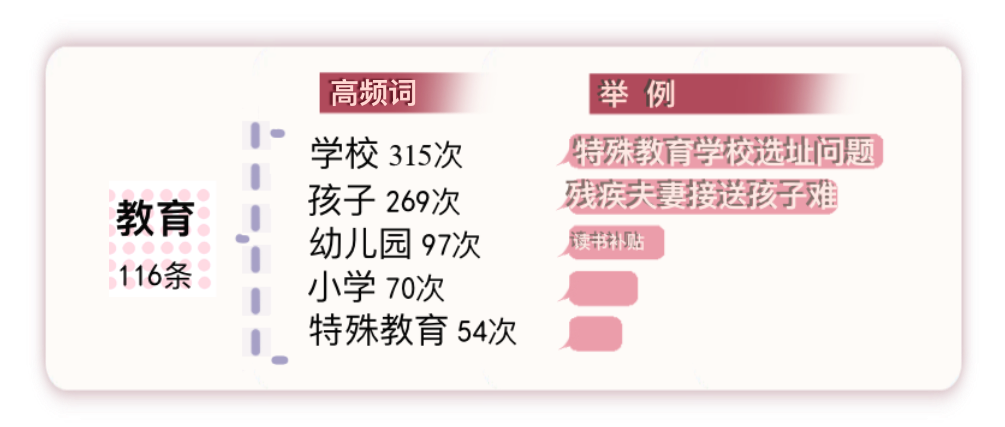 高频词 举 例
学校 315次 特殊教育学校选址问题
孩子 269次 残疾夫妻接送孩子难
教育
116条
幼儿园 97次 读书补贴
小学 70次
特殊教育 54次